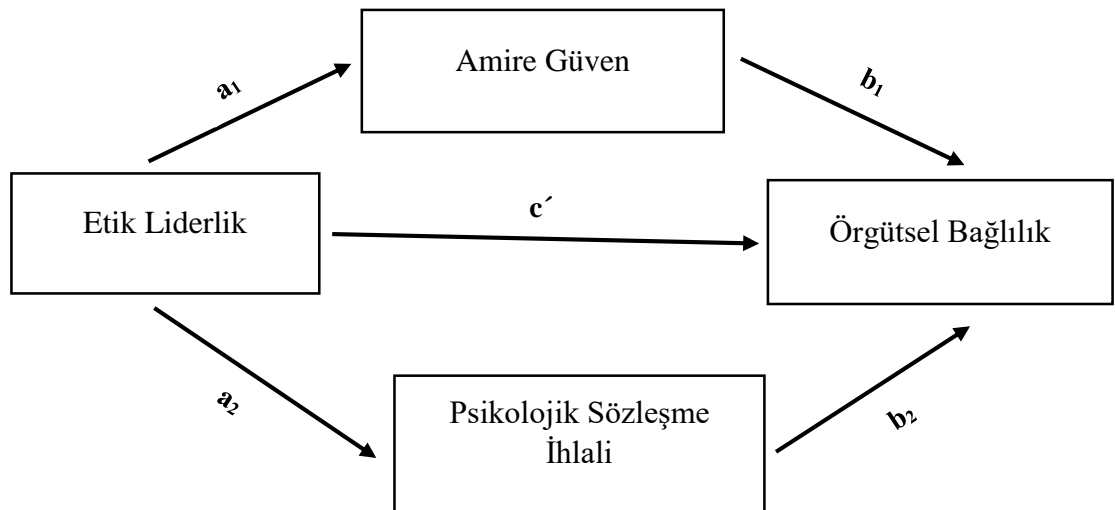 Amire Güven
a₁
b₁
Etik Liderlik
c´
Örgütsel Bağlılık
a₂
Psikolojik Sözleşme
İhlali
b₂